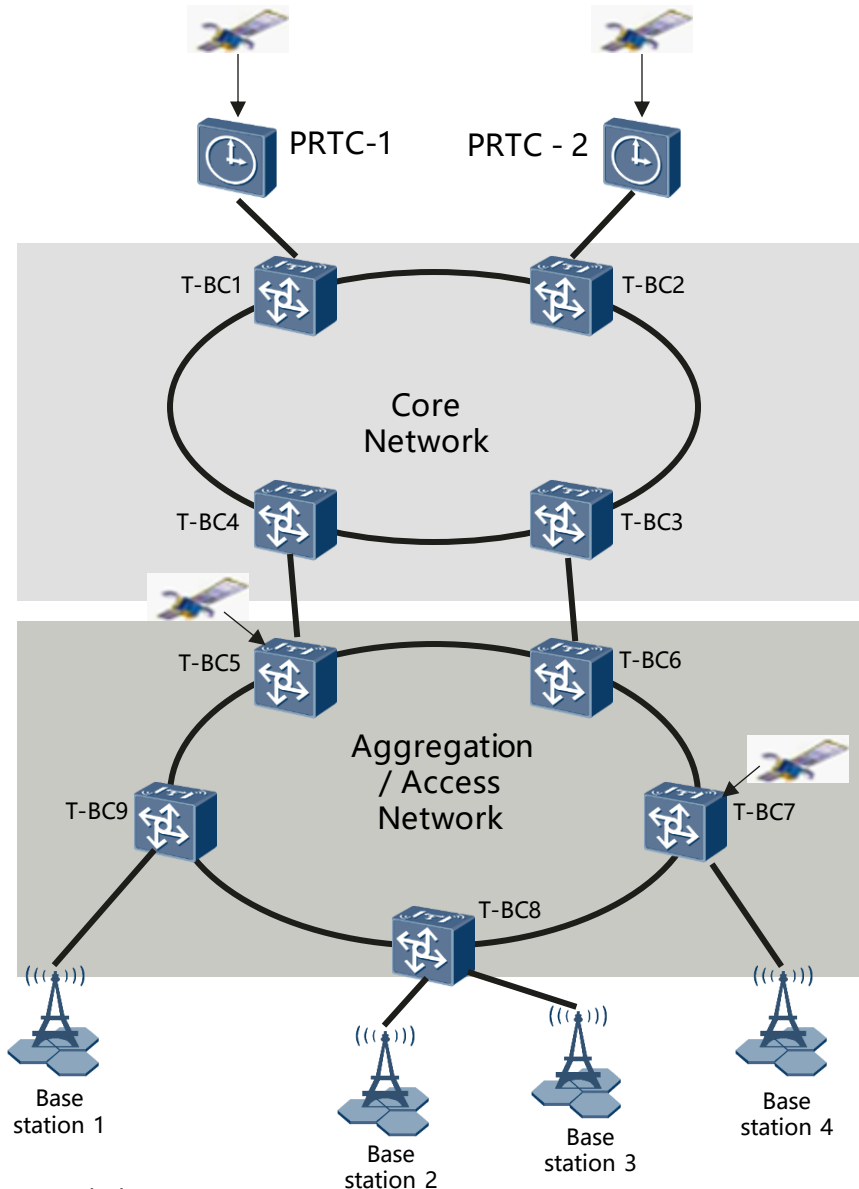 PRTC-1
PRTC - 2
T-BC1
T-BC2
Core
Network
T-BC4
T-BC3
T-BC5
T-BC6
Aggregation
/ Access
Network
T-BC9
T-BC7
T-BC8
Base
station 1
Base
station 2
Base
station 3
Base
station 4